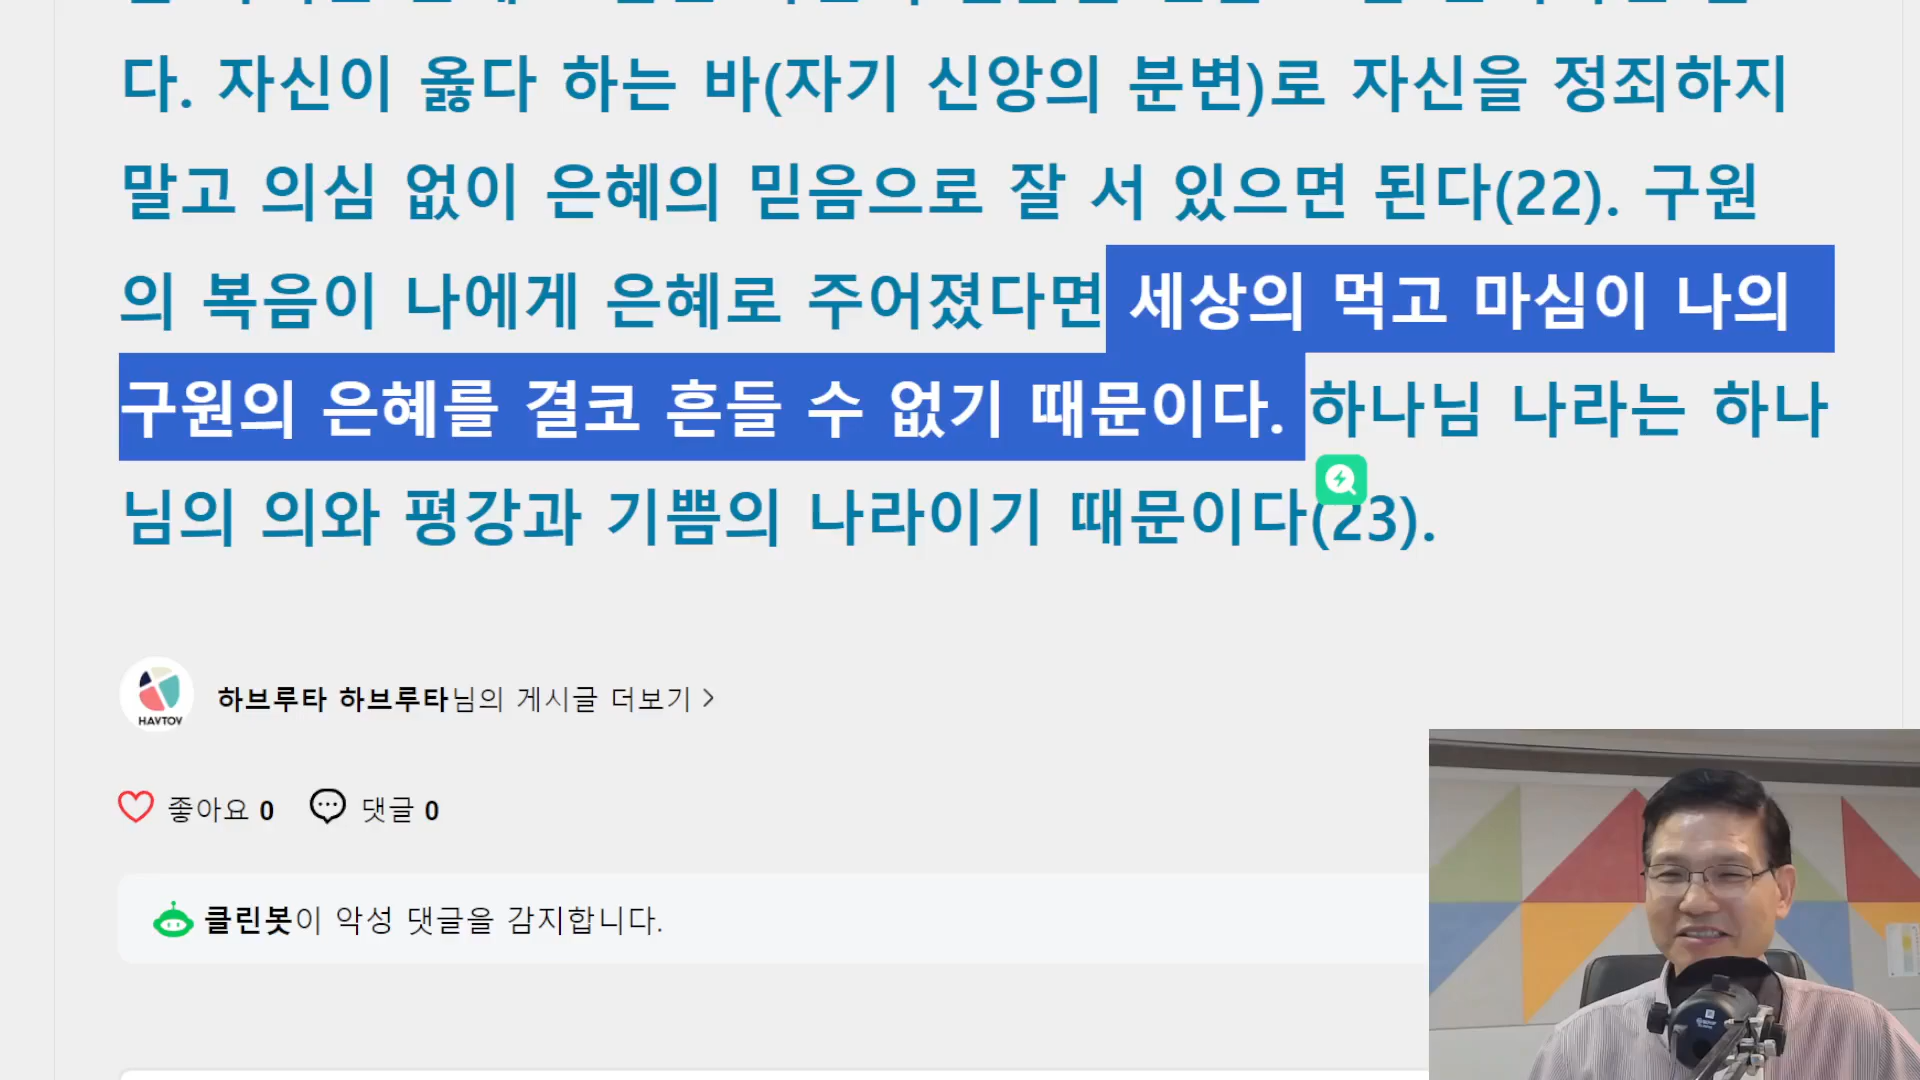 다. 자신이 옳다 하는 바(자기 신앙의 분변)로 자신을 정죄하지
말고 의심 없이 은혜의 믿음으로 잘 서 있으면 된다(22). 구원
의 복음이 나에게 은혜로 주어졌다면 세상의 먹고 마심이 나의
구원의 은혜를 결코 흔들 수 없기 때문이다. 하나님 나라는 하나
님의 의와 평강과 기쁨의 나라이기 때문이다(23).
HAVTOV
하브루타 하브루타님의 게시글 더보기
좋아요 0 댓글 0
클린봇이 악성 댓글을 감지합니다.